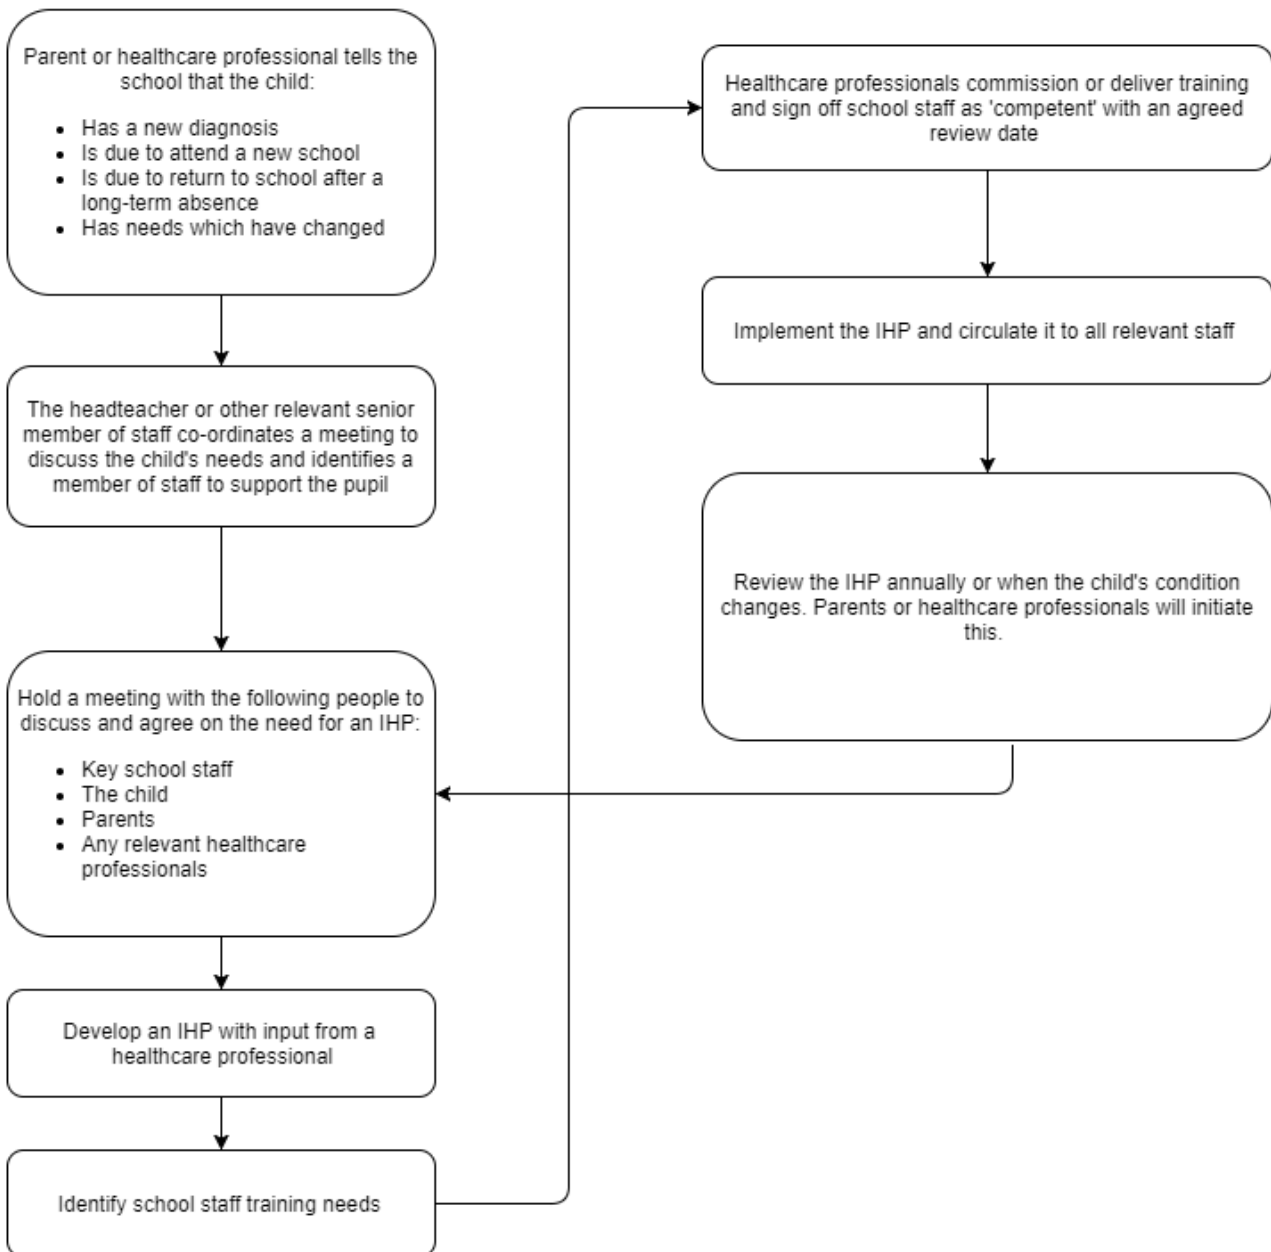 Parent or healthcare professional tells the
school that the child:
• Has a new diagnosis
• Is due to attend a new school
• Is due to return to school after a
long-term absence
• Has needs which have changed
The headteacher or other relevant senior
member of staff co-ordinates a meeting to
discuss the child's needs and identifies a
member of staff to support the pupil
Hold a meeting with the following people to
discuss and agree on the need for an IHP:
• Key school staff
• The child
• Parents
• Any relevant healthcare
professionals
Develop an IHP with input from a
healthcare professional
Identify school staff training needs
Healthcare professionals commission or deliver training
and sign off school staff as 'competent' with an agreed
review date
Implement the IHP and circulate it to all relevant staff
Review the IHP annually or when the child's condition
changes. Parents or healthcare professionals will initiate
this.